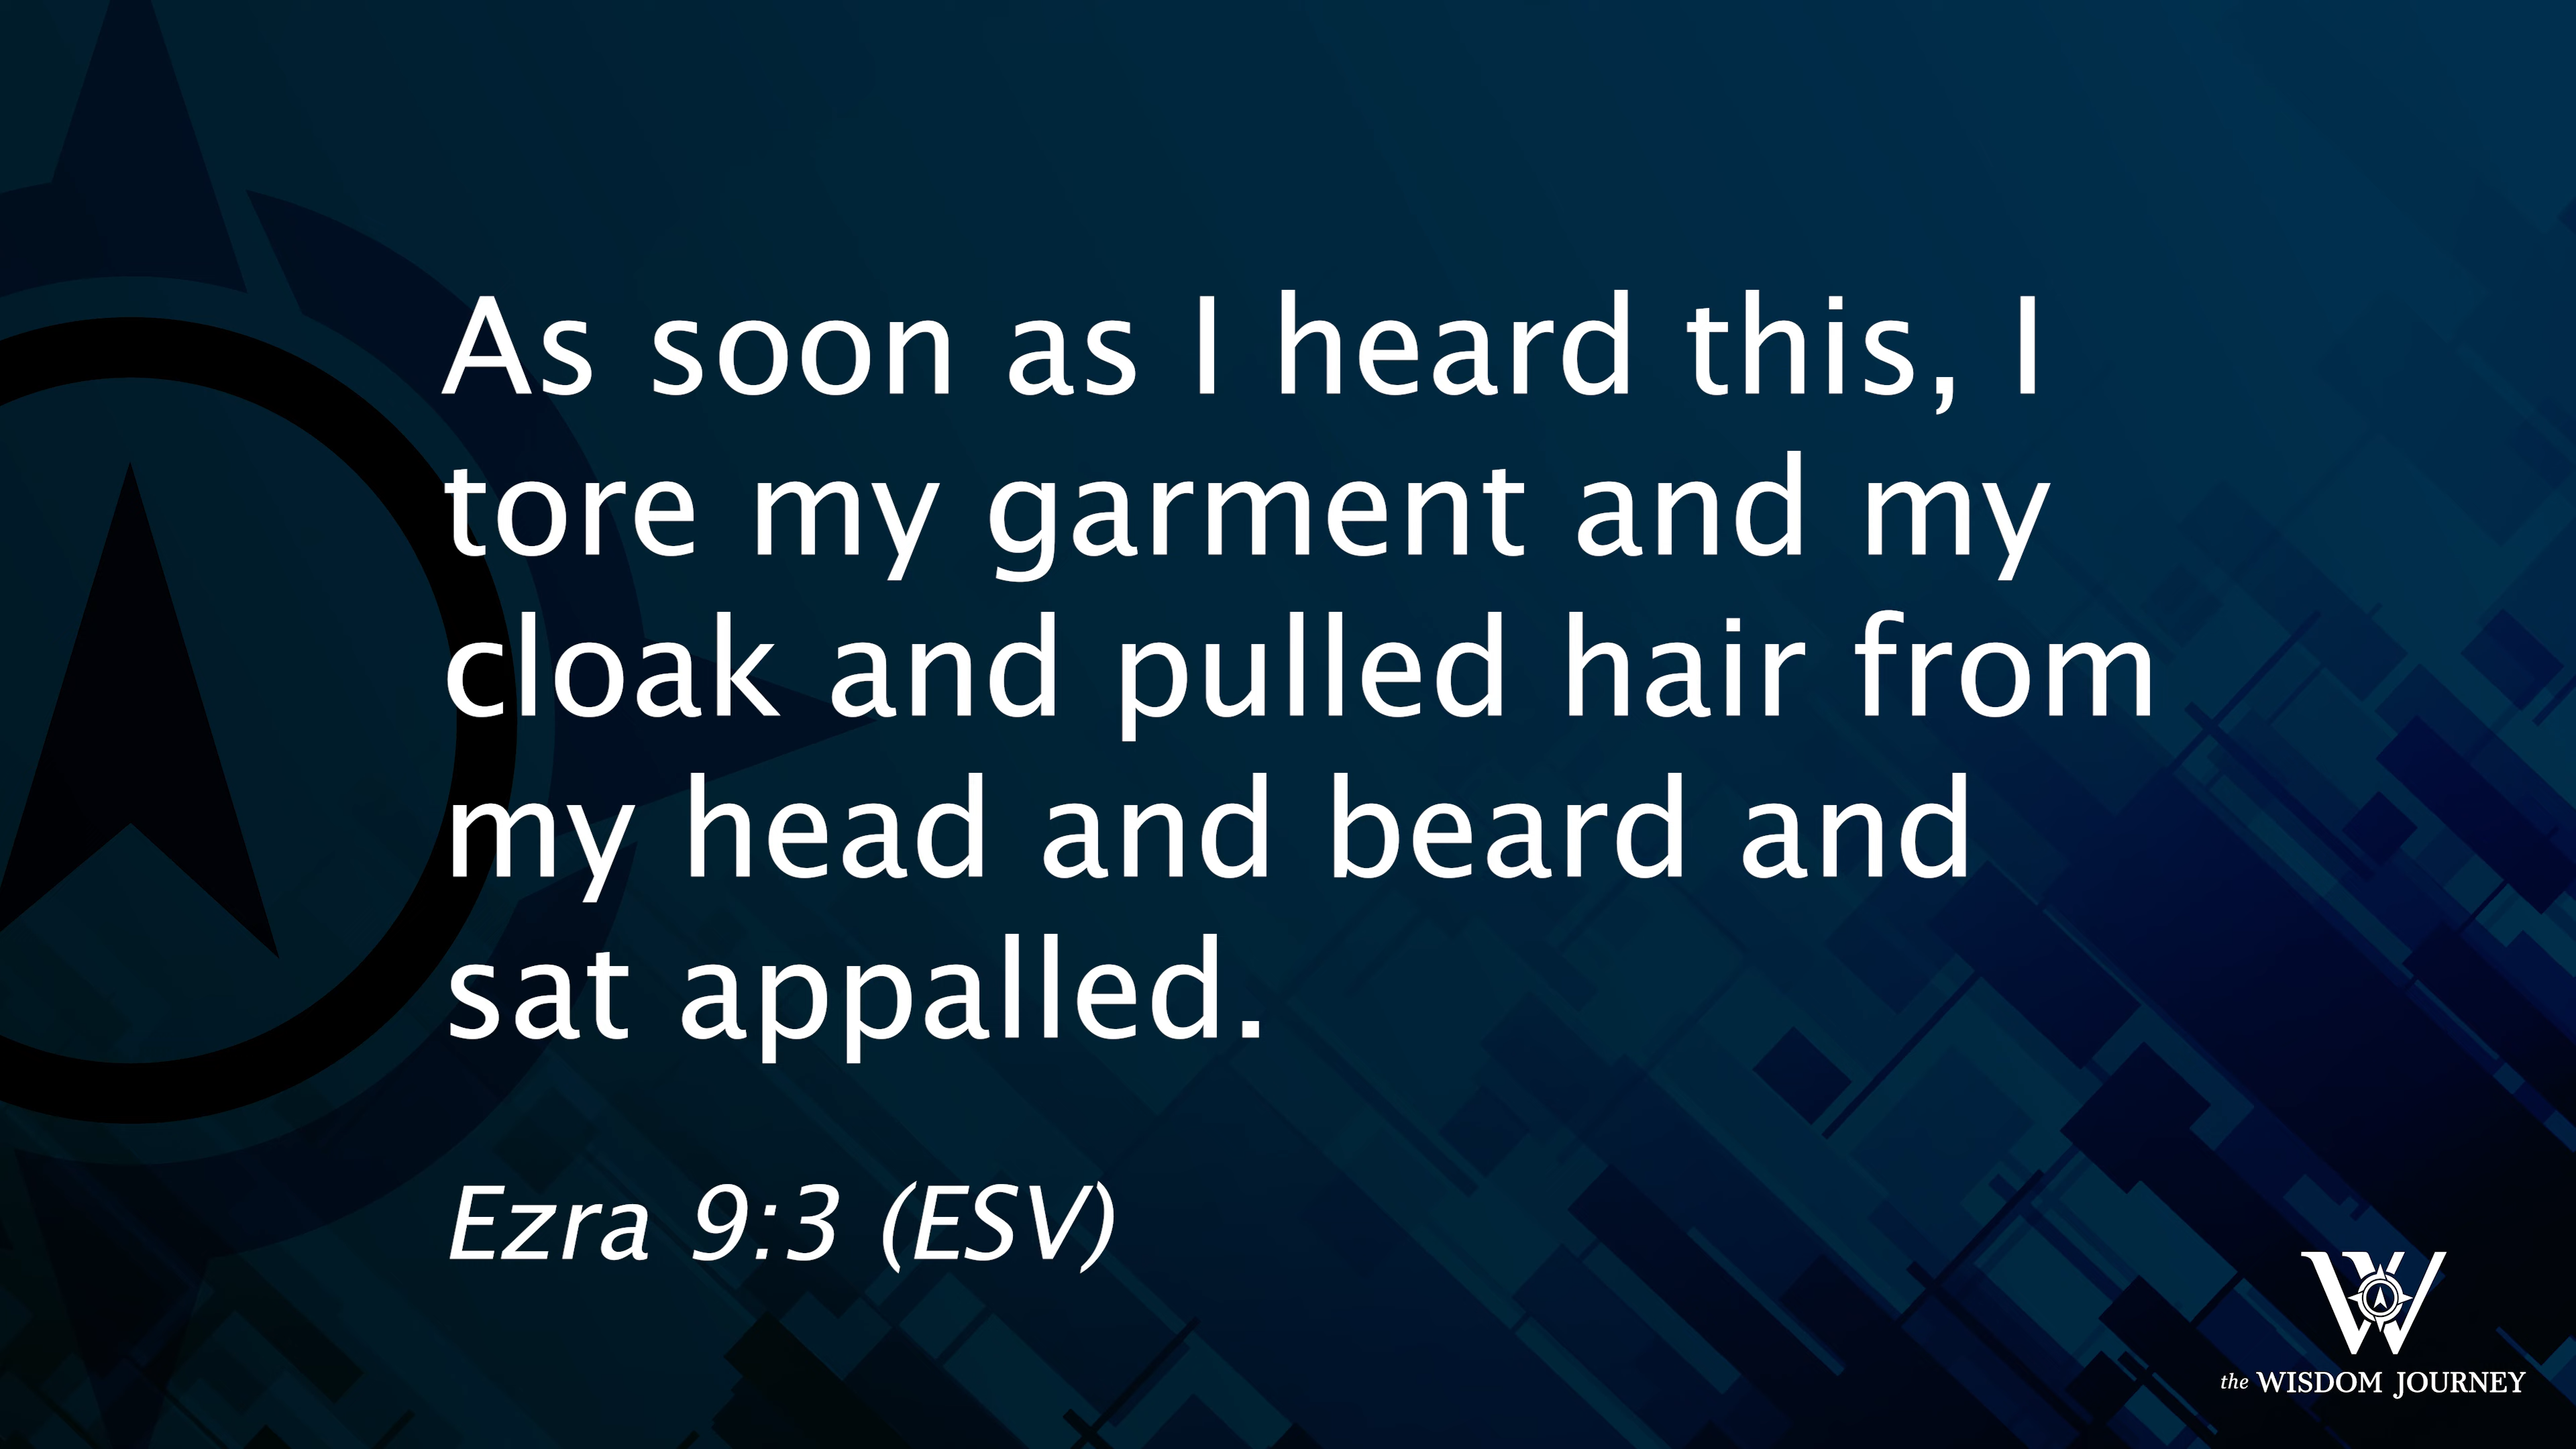 As soon as I heard this, I
tore my garment and my
cloak and pulled hair from
my head and beard and
sat appalled.
Ezra 9:3 (ESV)
W
the WISDOM JOURNEY